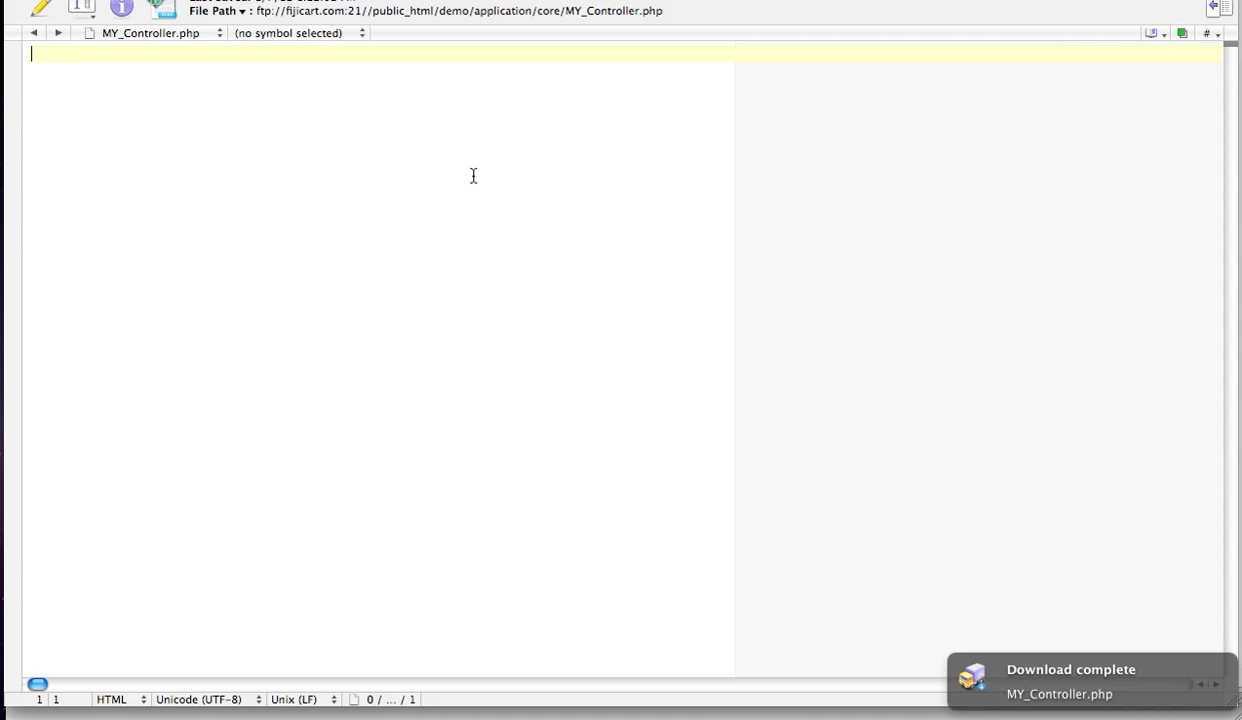 File Path ▾ : ftp://fijicart.com:21//public_html/demo/application/core/MY_Controller.php
MY_Controller.php (no symbol selected) #
Download complete
MY_Controller.php
1 1 HTML Unicode (UTF-8) Unix (LF) 0 / ... / 1